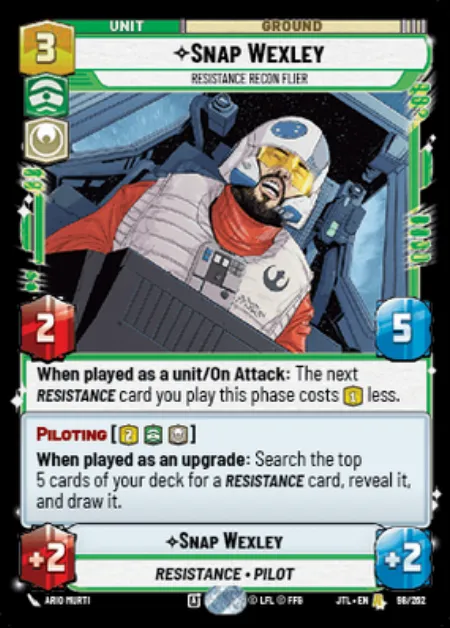 UNIT
GROUND
3
SNAP WEXLEY
RESISTANCE RECON FLIER
2
5
When played as a unit/On Attack: The next
RESISTANCE card you play this phase costs 1 less.
PILOTING [2]
When played as an upgrade: Search the top
5 cards of your deck for a RESISTANCE card, reveal it,
and draw it.
+2
SNAP WEXLEY
+2
RESISTANCE • PILOT
ARIO MURTI
© LFL © FFG
JTL • EN
98/262